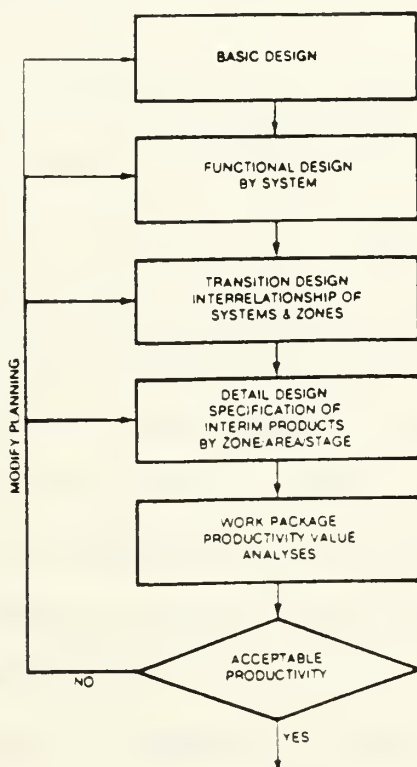 BASIC DESIGN
FUNCTIONAL DESIGN
BY SYSTEM
TRANSITION DESIGN
INTERRELATIONSHIP OF
SYSTEMS & ZONES
DETAIL DESIGN
SPECIFICATION OF
INTERIM PRODUCTS
BY ZONE/AREA/STAGE
WORK PACKAGE
PRODUCTIVITY VALUE
ANALYSES
ACCEPTABLE
PRODUCTIVITY
NO
YES
MODIFY PLANNING